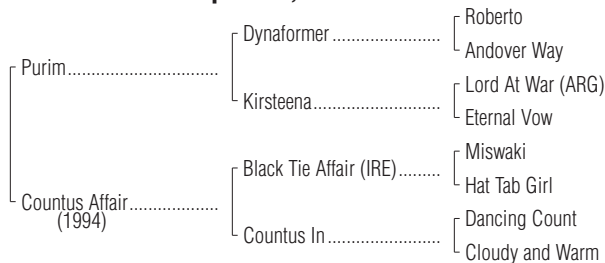 Roberto
Dynaformer
Andover Way
Purim
Lord At War (ARG)
Kirsteena
Eternal Vow
Miswaki
Black Tie Affair (IRE)
Hat Tab Girl
Countus Affair
(1994)
Dancing Count
Countus In
Cloudy and Warm